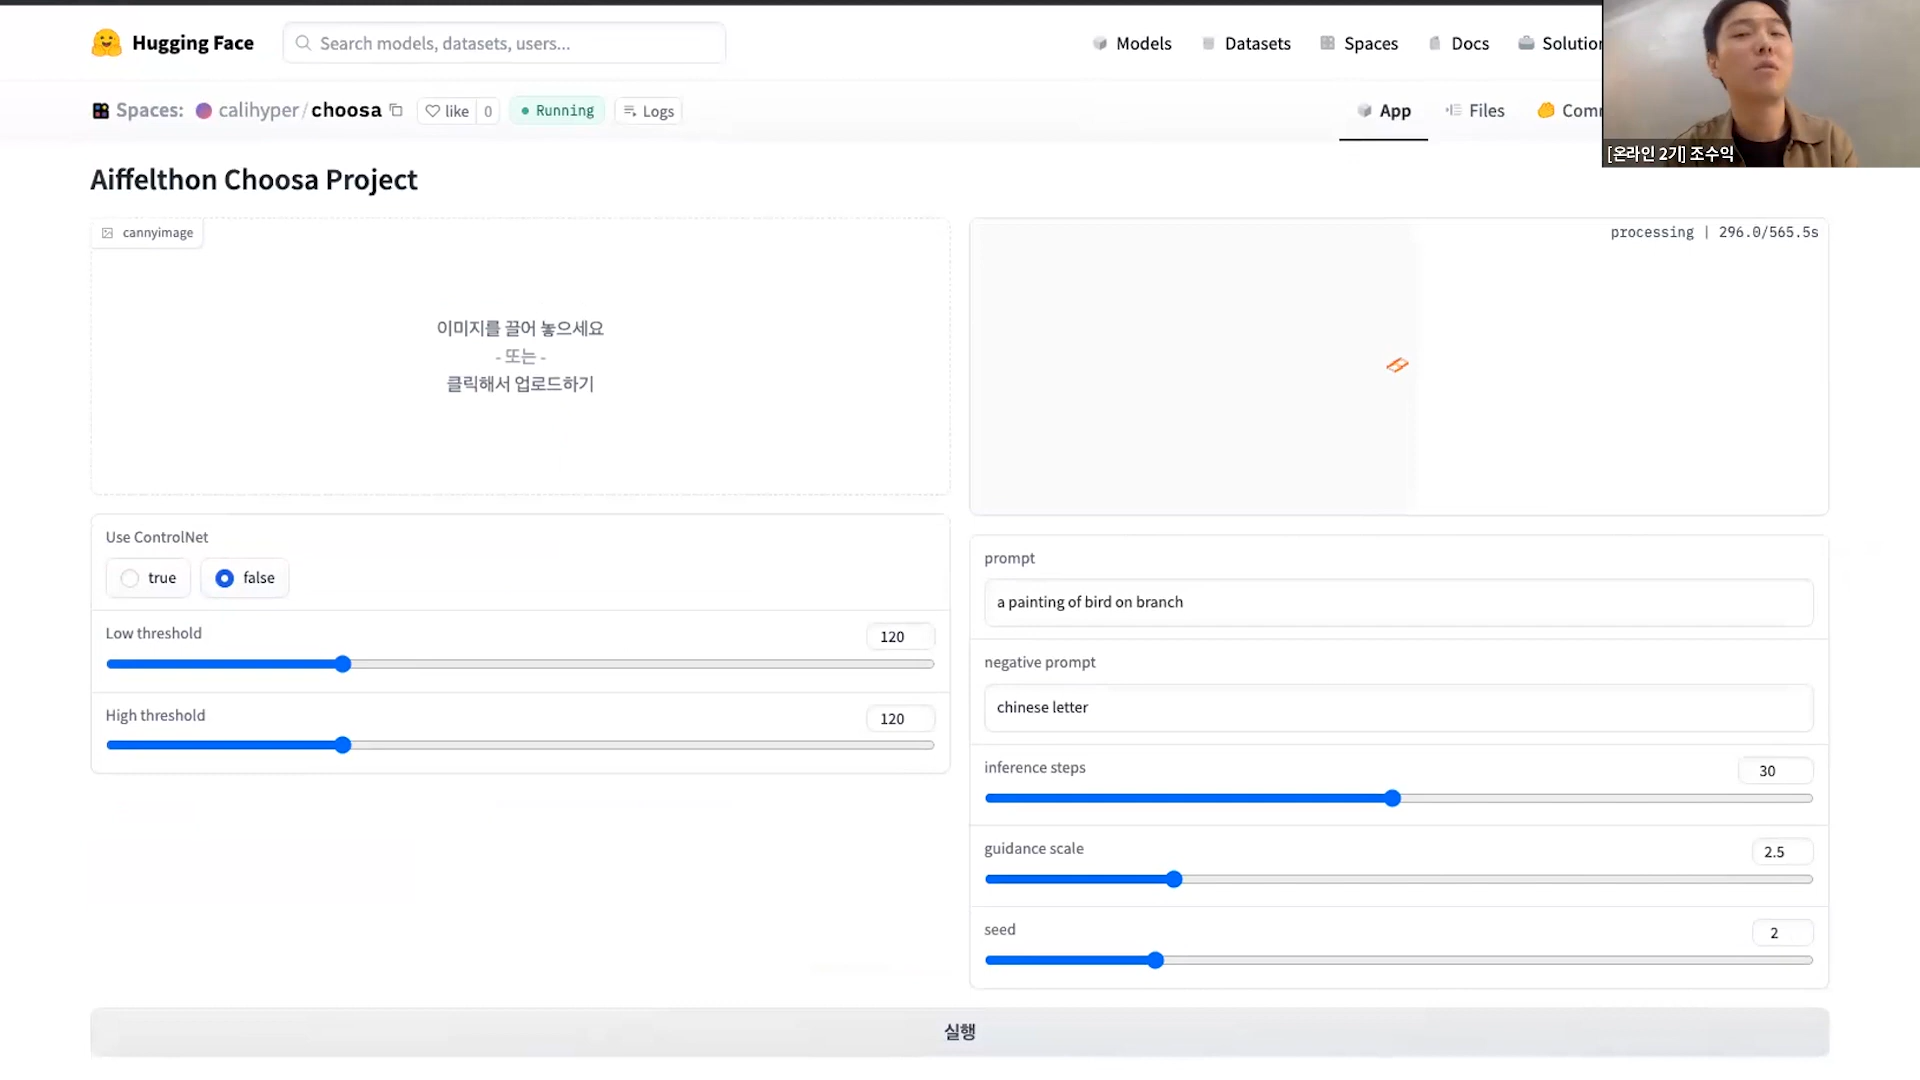 Hugging Face
Search models, datasets, users...
Models
Datasets
Spaces
Docs
Solution
Spaces:
calihyper/choosa
like
0
Running
Logs
App
Files
Comm
[온라인 2기] 조수익
Aiffelthon Choosa Project
cannyimage
이미지를 끌어 놓으세요
- 또는 -
클릭해서 업로드하기
processing | 296.0/565.5s
Use ControlNet
true
false
Low threshold
120
High threshold
120
prompt
a painting of bird on branch
negative prompt
chinese letter
inference steps
30
guidance scale
2.5
seed
2
실행